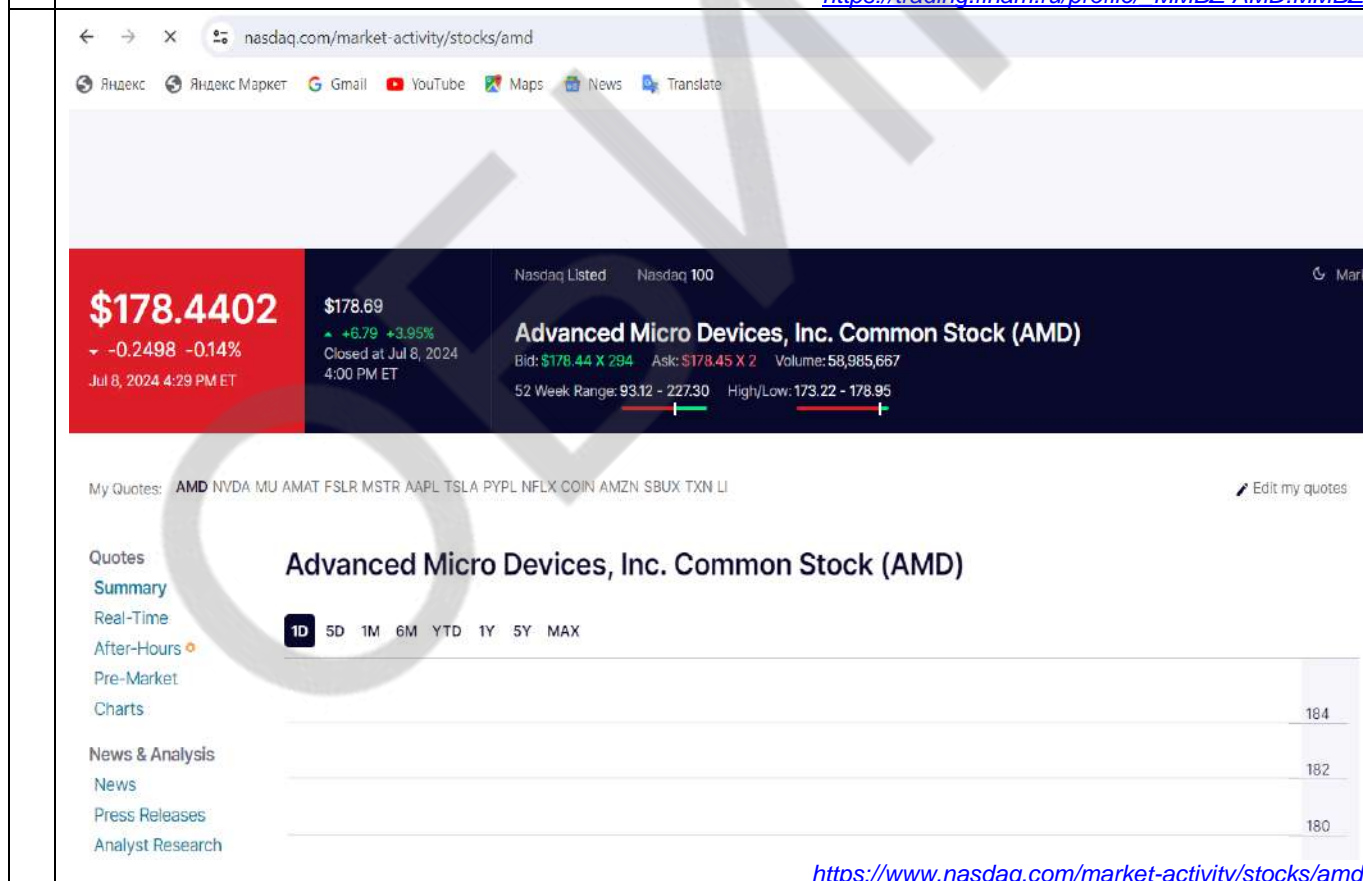 https://trading.finam.ru/profile/
nasdaq.com/market-activity/stocks/amd
Яндекс Яндекс Маркет Gmail YouTube Maps News Translate
Nasdaq Listed Nasdaq 100
$178.4402
-0.2498 -0.14%
Jul 8, 2024 4:29 PM ET
$178.69
+6.79 +3.95%
Closed at Jul 8, 2024
4:00 PM ET
Advanced Micro Devices, Inc. Common Stock (AMD)
Bid: $178.44 X 294 Ask: $178.45 X 2 Volume: 58,985,667
52 Week Range: 93.12 - 227.30 High/Low: 173.22 - 178.95
My Quotes: AMD NVDA MU AMAT FSLR MSTR AAPL TSLA PYPL NFLX COIN AMZN SBUX TXN LI
Edit my quotes
Quotes
Summary
Real-Time
After-Hours
Pre-Market
Charts
News & Analysis
News
Press Releases
Analyst Research
Advanced Micro Devices, Inc. Common Stock (AMD)
1D 5D 1M 6M YTD 1Y 5Y MAX
184
182
180
https://www.nasdaq.com/market-activity/stocks/amd